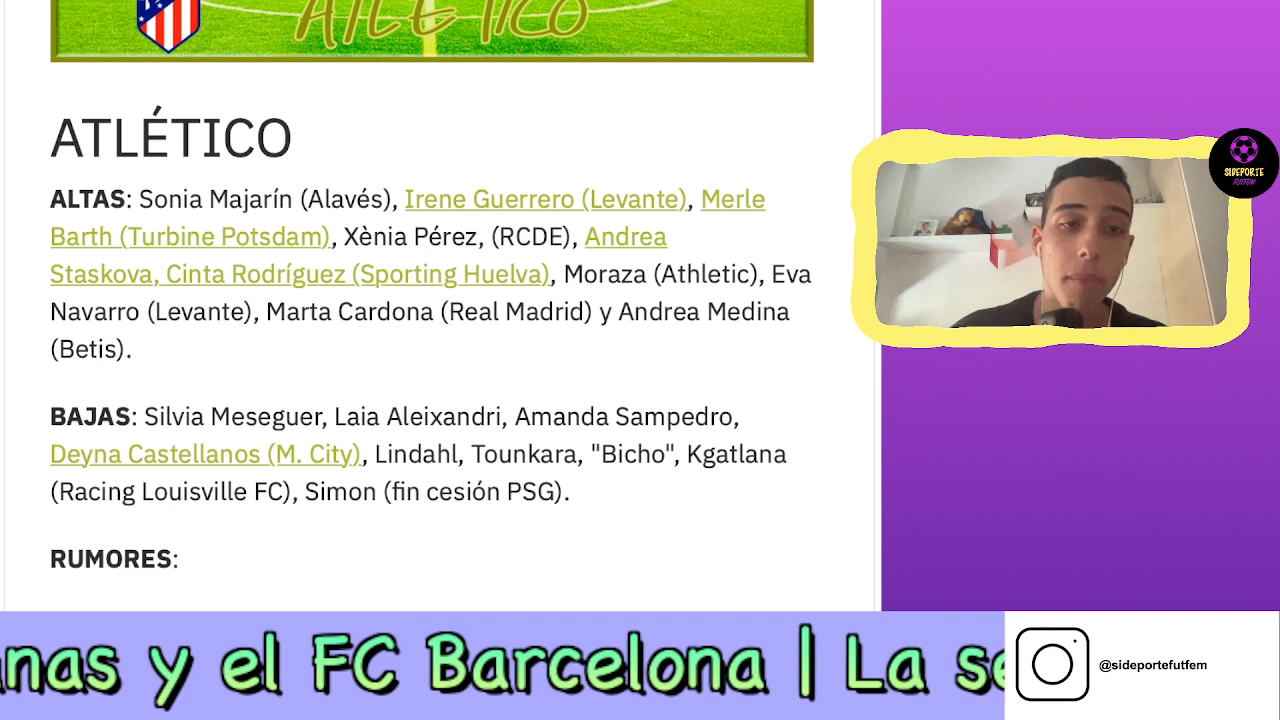 ATLÉTICO
ATLÉTICO
ALTAS: Sonia Majarín (Alavés), Irene Guerrero (Levante), Merle
Barth (Turbine Potsdam), Xènia Pérez, (RCDE), Andrea
Staskova, Cinta Rodríguez (Sporting Huelva), Moraza (Athletic), Eva
Navarro (Levante), Marta Cardona (Real Madrid) y Andrea Medina
(Betis).
BAJAS: Silvia Meseguer, Laia Aleixandri, Amanda Sampedro,
Deyna Castellanos (M. City), Lindahl, Tounkara, "Bicho", Kgatlana
(Racing Louisville FC), Simon (fin cesión PSG).
RUMORES:
SIDEPORTE
FUTFEM
nas y el FC Barcelona | La se
@sideportefutfem